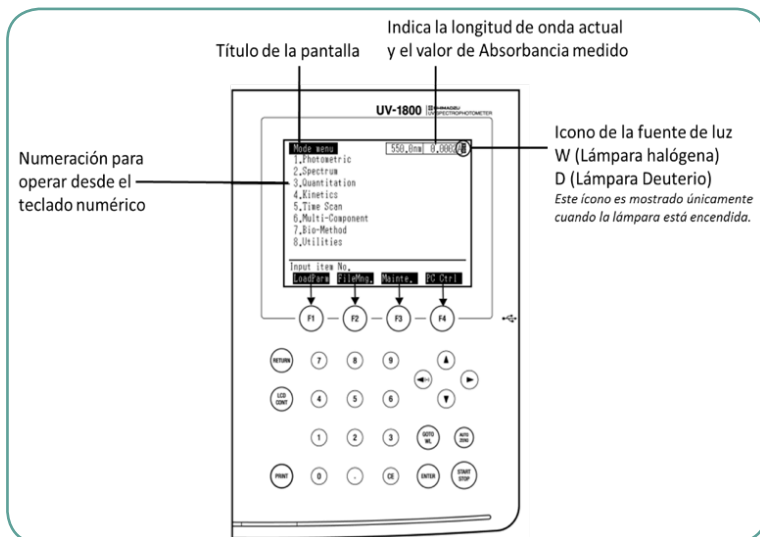 Indica la longitud de onda actual
y el valor de Absorbancia medido
Título de la pantalla
UV-1800 SHIMADZU
UV SPECTROPHOTOMETER
Icono de la fuente de luz
W (Lámpara halógena)
D (Lámpara Deuterio)
Este ícono es mostrado únicamente
cuando la lámpara está encendida.
Numeración para
operar desde el
teclado numérico
Mode menu 550.0nm 0.000
1.Photometric
2.Spectrum
3.Quantitation
4.Kinetics
5.Time Scan
6.Multi-Component
7.Bio-Method
8.Utilities
Input item No.
LoadParm FileMng. Mainte. PC Ctrl
F1 F2 F3 F4
RETURN 7 8 9
LCD CONT 4 5 6
1 2 3 GOTO WL AUTO ZERO
PRINT 0 . CE ENTER START STOP